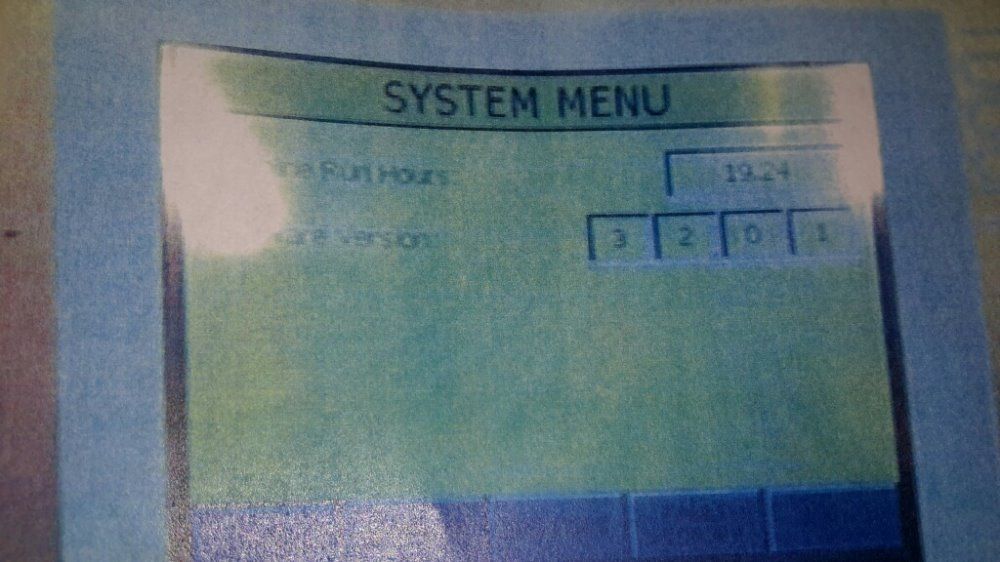 SYSTEM MENU
Run Hours 19.24
Version: 3 2 0 1